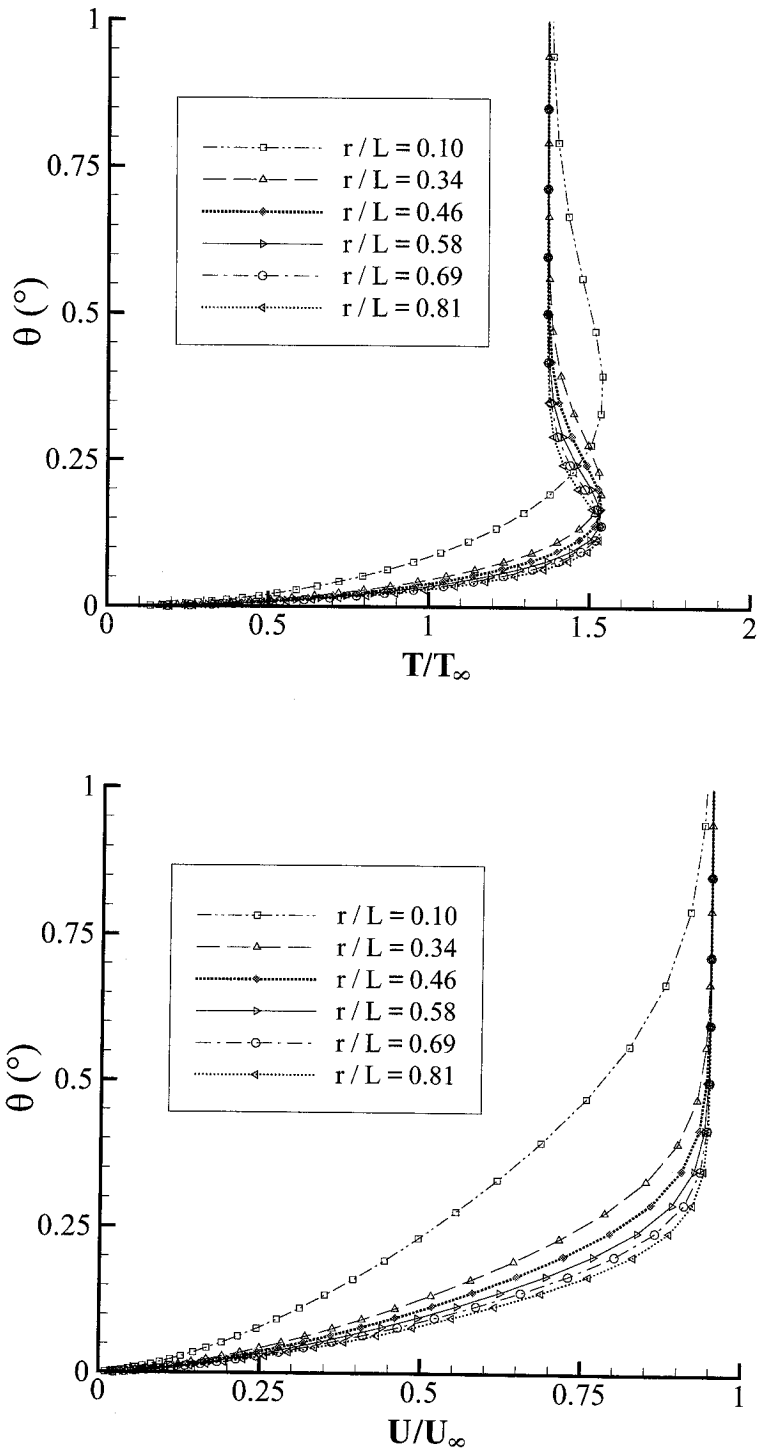 1
0.75
0.5
0.25
0
θ (°)
r / L = 0.10
r / L = 0.34
r / L = 0.46
r / L = 0.58
r / L = 0.69
r / L = 0.81
0
0.5
1
1.5
2
T/T∞
1
0.75
0.5
0.25
0
θ (°)
r / L = 0.10
r / L = 0.34
r / L = 0.46
r / L = 0.58
r / L = 0.69
r / L = 0.81
0
0.25
0.5
0.75
1
U/U∞